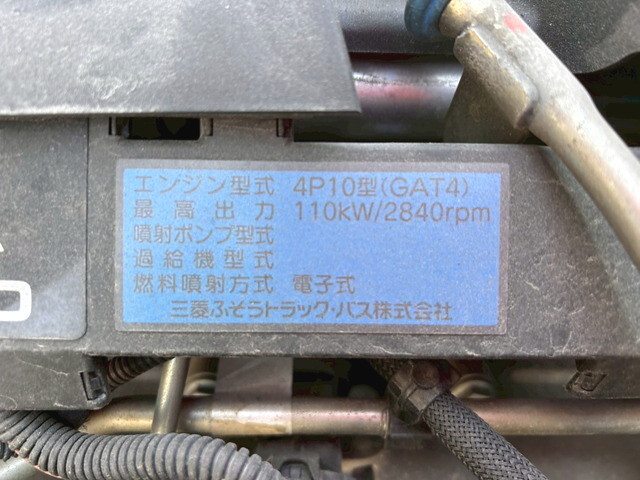 エンジン型式 4P10型(GAT4)
最高出力 110kW/2840rpm
噴射ポンプ型式
過給機型式
燃料噴射方式 電子式
三菱ふそうトラック・バス株式会社